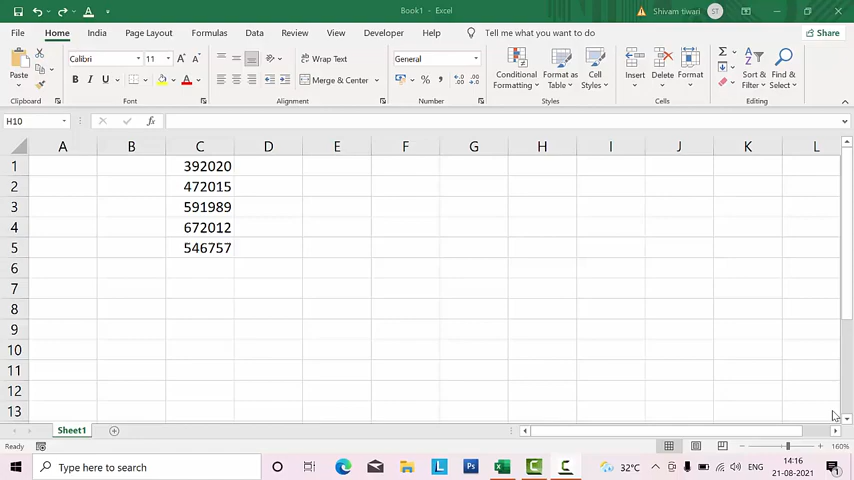 Book1 - Excel
Shivam tiwari ST
File Home India Page Layout Formulas Data Review View Developer Help Tell me what you want to do Share
Calibri 11 Wrap Text General
Paste B I U A Merge & Center % Conditional Formatting Format as Table Cell Styles Insert Delete Format Sort & Filter Find & Select
Clipboard Font Alignment Number Styles Cells Editing
H10 fx
A B C D E F G H I J K L
1 392020
2 472015
3 591989
4 672012
5 546757
6
7
8
9
10
11
12
13
Sheet1
Ready 160%
Type here to search 32°C ENG 14:16
21-08-2021